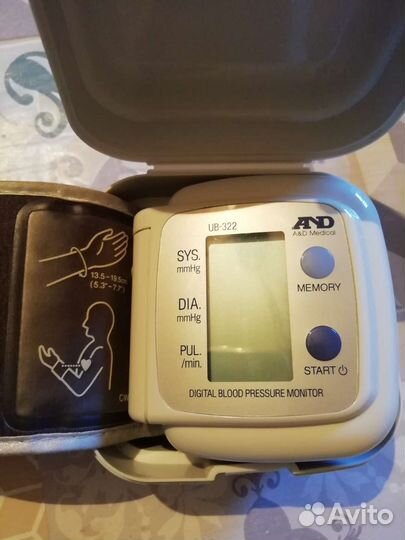 UB-322
AND
A&D Medical
SYS.
mmHg
MEMORY
DIA.
mmHg
PUL.
/min.
START
DIGITAL BLOOD PRESSURE MONITOR
13.5-19.5cm
(5.3"-7.7")
Avito